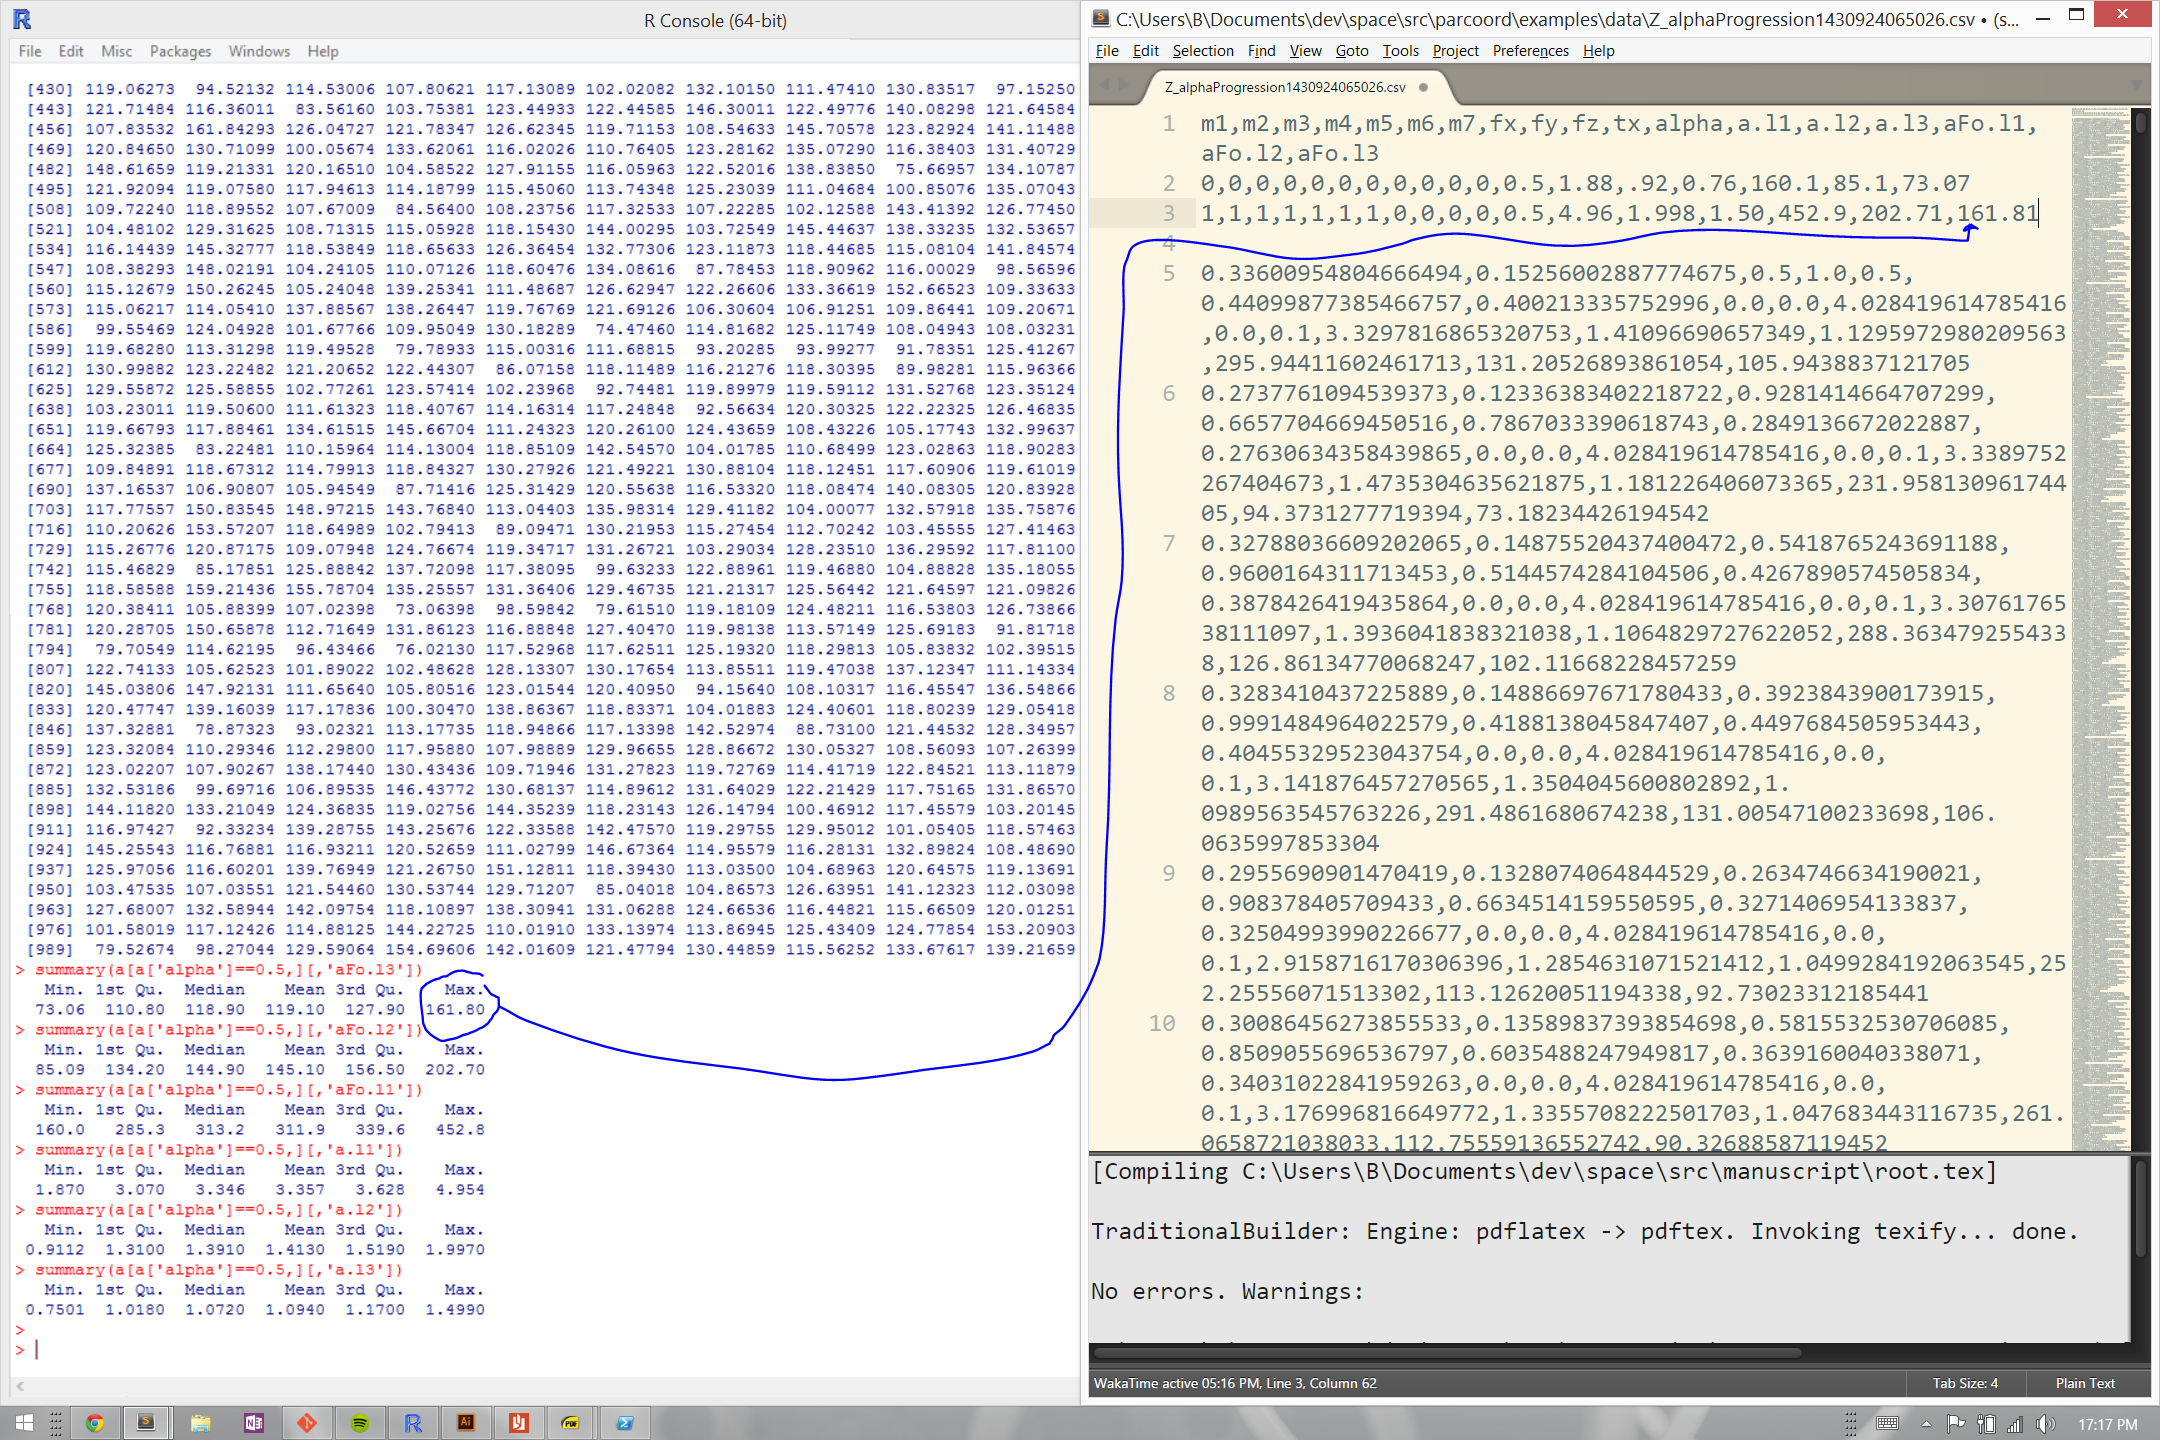 R Console (64-bit)
File Edit Misc Packages Windows Help
[430] 119.06273 94.52132 114.53006 107.80621 117.13089 102.02082 132.10150 111.47410 130.83517 97.15250
[443] 121.71484 116.36011 83.56160 103.75381 123.44933 122.44585 146.30011 122.49776 140.08298 121.64584
[456] 107.83532 161.84293 126.04727 121.78347 126.62345 119.71153 108.54633 145.70578 123.82924 141.11488
[469] 120.84650 130.71099 100.05674 133.62061 116.02026 110.76405 123.28162 135.07290 116.38403 131.40729
[482] 148.61659 119.21331 120.16510 104.58522 127.91155 116.05963 122.52016 138.83850 75.66957 134.10787
[495] 121.92094 119.07580 117.94613 114.18799 115.45060 113.74348 125.23039 111.04684 100.85076 135.07043
[508] 109.72240 118.89552 107.67009 84.56400 108.23756 117.32533 107.22285 102.12588 143.41392 126.77450
[521] 104.48102 129.31625 108.71315 115.05928 118.15430 144.00295 103.72549 145.44637 138.33235 132.53657
[534] 116.14439 145.32777 118.53849 118.65633 126.36454 132.77306 123.11873 118.44685 115.08104 141.84574
[547] 108.38293 148.02191 104.24105 110.07126 118.60476 134.08616 87.78453 118.90962 116.00029 98.56596
[560] 115.12679 150.26245 105.24048 139.25341 111.48687 126.62947 122.26606 133.36619 152.66523 109.33633
[573] 115.06217 114.05410 137.88567 138.26447 119.76769 121.69126 106.30604 106.91251 109.86441 109.20671
[586] 99.55469 124.04928 101.67766 109.95049 130.18289 74.47460 114.81682 125.11749 108.04943 108.03231
[599] 119.68280 113.31298 119.49528 79.78933 115.00316 111.68815 93.20285 93.99277 91.78351 125.41267
[612] 130.99882 123.22482 121.20652 122.44307 86.07158 118.11489 116.21276 118.30395 89.98281 115.96366
[625] 129.55872 125.58855 102.77261 123.57414 102.23968 92.74481 119.89979 119.59112 131.52768 123.35124
[638] 103.23011 119.50600 111.61323 118.40767 114.16314 117.24848 92.56634 120.30325 122.22325 126.46835
[651] 119.66793 117.88461 134.61515 145.66704 111.24323 120.26100 124.43659 108.43226 105.17743 132.99637
[664] 125.32385 83.22481 110.15964 114.13004 118.85109 142.54570 104.01785 110.68499 123.02863 118.90283
[677] 109.84891 118.67312 114.79913 118.84327 130.27926 121.49221 130.88104 118.12451 117.60906 119.61019
[690] 137.16537 106.90807 105.94549 87.71416 125.31429 120.55638 116.53320 118.08474 140.08305 120.83928
[703] 117.77557 150.83545 148.97215 143.76840 113.04403 135.98314 129.41182 104.00077 132.57918 135.75876
[716] 110.20626 153.57207 118.64989 102.79413 89.09471 130.21953 115.27454 112.70242 103.45555 127.41463
[729] 115.26776 120.87175 109.07948 124.76674 119.34717 131.26721 103.29034 128.23510 136.29592 117.81100
[742] 115.46829 85.17851 125.88842 137.72098 117.38095 99.63233 122.88961 119.46880 104.88828 135.18055
[755] 118.58588 159.21436 155.78704 135.25557 131.36406 129.46735 121.21317 125.56442 121.64597 121.09826
[768] 120.38411 105.88399 107.02398 73.06398 98.59842 79.61510 119.18109 124.48211 116.53803 126.73866
[781] 120.28705 150.65878 112.71649 131.86123 116.88848 127.40470 119.98138 113.57149 125.69183 91.81718
[794] 79.70549 114.62195 96.43466 76.02130 117.52968 117.62511 125.19320 118.29813 105.83832 102.39515
[807] 122.74133 105.62523 101.89022 102.48628 128.13307 130.17654 113.85511 119.47038 137.12347 111.14334
[820] 145.03806 147.92131 111.65640 105.80516 123.01544 120.40950 94.15640 108.10317 116.45547 136.54866
[833] 120.47747 139.16039 117.17836 100.30470 138.86367 118.83371 104.01883 124.40601 118.80239 129.05418
[846] 137.32881 78.87323 93.02321 113.17735 118.94866 117.13398 142.52974 88.73100 121.44532 128.34957
[859] 123.32084 110.29346 112.29800 117.95880 107.98889 129.96655 128.86672 130.05327 108.56093 107.26399
[872] 123.02207 107.90267 138.17440 130.43436 109.71946 131.27823 119.72769 114.41719 122.84521 113.11879
[885] 132.53186 99.69716 106.89535 146.43772 130.68137 114.89612 131.64029 122.21429 117.75165 131.86570
[898] 144.11820 133.21049 124.36835 119.02756 144.35239 118.23143 126.14794 100.46912 117.45579 103.20145
[911] 116.97427 92.33234 139.28755 143.25676 122.33588 142.47570 119.29755 129.95012 101.05405 118.57463
[924] 145.25543 116.76881 116.93211 120.52659 111.02799 146.67364 114.95579 116.28131 132.89824 108.48690
[937] 125.97056 116.60201 139.76949 121.26750 151.12811 118.39430 113.03500 104.68963 120.64575 119.13691
[950] 103.47535 107.03551 121.54460 130.53744 129.71207 85.04018 104.86573 126.63951 141.12323 112.03098
[963] 127.68007 132.58944 142.09754 118.10897 138.30941 131.06288 124.66536 116.44821 115.66509 120.01251
[976] 101.58019 117.12426 114.88125 144.22725 110.01910 133.13974 113.86945 125.43409 124.77854 153.20903
[989] 79.52674 98.27044 129.59064 154.69606 142.01609 121.47794 130.44859 115.56252 133.67617 139.21659
> summary(a[a['alpha']==0.5,][,'aFo.l3'])
Min. 1st Qu. Median Mean 3rd Qu. Max.
73.06 110.80 118.90 119.10 127.90 161.80
> summary(a[a['alpha']==0.5,][,'aFo.l2'])
Min. 1st Qu. Median Mean 3rd Qu. Max.
85.09 134.20 144.90 145.10 156.50 202.70
> summary(a[a['alpha']==0.5,][,'aFo.l1'])
Min. 1st Qu. Median Mean 3rd Qu. Max.
160.0 285.3 313.2 311.9 339.6 452.8
> summary(a[a['alpha']==0.5,][,'a.l1'])
Min. 1st Qu. Median Mean 3rd Qu. Max.
1.870 3.070 3.346 3.357 3.628 4.954
> summary(a[a['alpha']==0.5,][,'a.l2'])
Min. 1st Qu. Median Mean 3rd Qu. Max.
0.9112 1.3100 1.3910 1.4130 1.5190 1.9970
> summary(a[a['alpha']==0.5,][,'a.l3'])
Min. 1st Qu. Median Mean 3rd Qu. Max.
0.7501 1.0180 1.0720 1.0940 1.1700 1.4990
>
>
C:\Users\B\Documents\dev\space\src\parcoord\examples\data\Z_alphaProgression1430924065026.csv • (s...
File Edit Selection Find View Goto Tools Project Preferences Help
Z_alphaProgression1430924065026.csv
1 m1,m2,m3,m4,m5,m6,m7,fx,fy,fz,tx,alpha,a.l1,a.l2,a.l3,aFo.l1,
aFo.l2,aFo.l3
2 0,0,0,0,0,0,0,0,0,0,0,0.5,1.88,.92,0.76,160.1,85.1,73.07
3 1,1,1,1,1,1,1,0,0,0,0,0.5,4.96,1.998,1.50,452.9,202.71,161.81
4
5 0.33600954804666494,0.15256002887774675,0.5,1.0,0.5,
0.44099877385466757,0.400213335752996,0.0,0.0,4.028419614785416
,0.0,0.1,3.3297816865320753,1.41096690657349,1.1295972980209563
,295.94411602461713,131.20526893861054,105.9438837121705
6 0.2737761094539373,0.12336383402218722,0.9281414664707299,
0.6657704669450516,0.7867033390618743,0.2849136672022887,
0.27630634358439865,0.0,0.0,4.028419614785416,0.0,0.1,3.3389752
267404673,1.4735304635621875,1.181226406073365,231.958130961744
05,94.3731277719394,73.18234426194542
7 0.32788036609202065,0.14875520437400472,0.5418765243691188,
0.9600164311713453,0.5144574284104506,0.4267890574505834,
0.3878426419435864,0.0,0.0,4.028419614785416,0.0,0.1,3.30761765
38111097,1.3936041838321038,1.1064829727622052,288.363479255433
8,126.86134770068247,102.11668228457259
8 0.3283410437225889,0.14886697671780433,0.3923843900173915,
0.9991484964022579,0.4188138045847407,0.4497684505953443,
0.40455329523043754,0.0,0.0,4.028419614785416,0.0,
0.1,3.141876457270565,1.3504045600802892,1.
0989563545763226,291.4861680674238,131.00547100233698,106.
0635997853304
9 0.2955690901470419,0.1328074064844529,0.2634746634190021,
0.908378405709433,0.6634514159550595,0.3271406954133837,
0.32504993990226677,0.0,0.0,4.028419614785416,0.0,
0.1,2.9158716170306396,1.2854631071521412,1.0499284192063545,25
2.25556071513302,113.12620051194338,92.73023312185441
10 0.30086456273855533,0.13589837393854698,0.5815532530706085,
0.8509055696536797,0.6035488247949817,0.3639160040338071,
0.34031022841959263,0.0,0.0,4.028419614785416,0.0,
0.1,3.176996816649772,1.3355708222501703,1.047683443116735,261.
0658721038033,112.75559136552742,90.32688587119452
[Compiling C:\Users\B\Documents\dev\space\src\manuscript\root.tex]
TraditionalBuilder: Engine: pdflatex -> pdftex. Invoking texify... done.
No errors. Warnings:
WakaTime active 05:16 PM, Line 3, Column 62 Tab Size: 4 Plain Text
17:17 PM